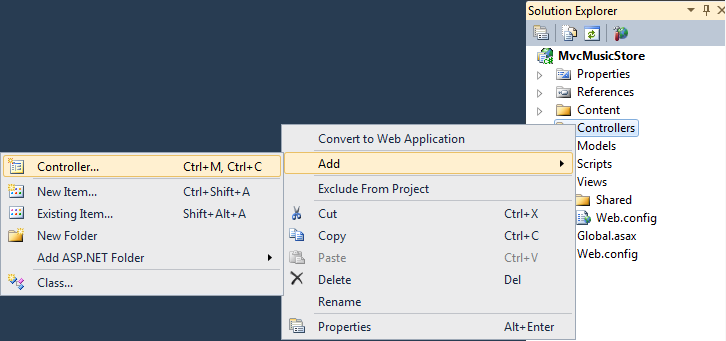 Solution Explorer
MvcMusicStore
Properties
References
Content
Controllers
Models
Scripts
Views
Shared
Web.config
Global.asax
Web.config
Convert to Web Application
Add
Exclude From Project
Cut Ctrl+X
Copy Ctrl+C
Paste Ctrl+V
Delete Del
Rename
Properties Alt+Enter
Controller... Ctrl+M, Ctrl+C
New Item... Ctrl+Shift+A
Existing Item... Shift+Alt+A
New Folder
Add ASP.NET Folder
Class...